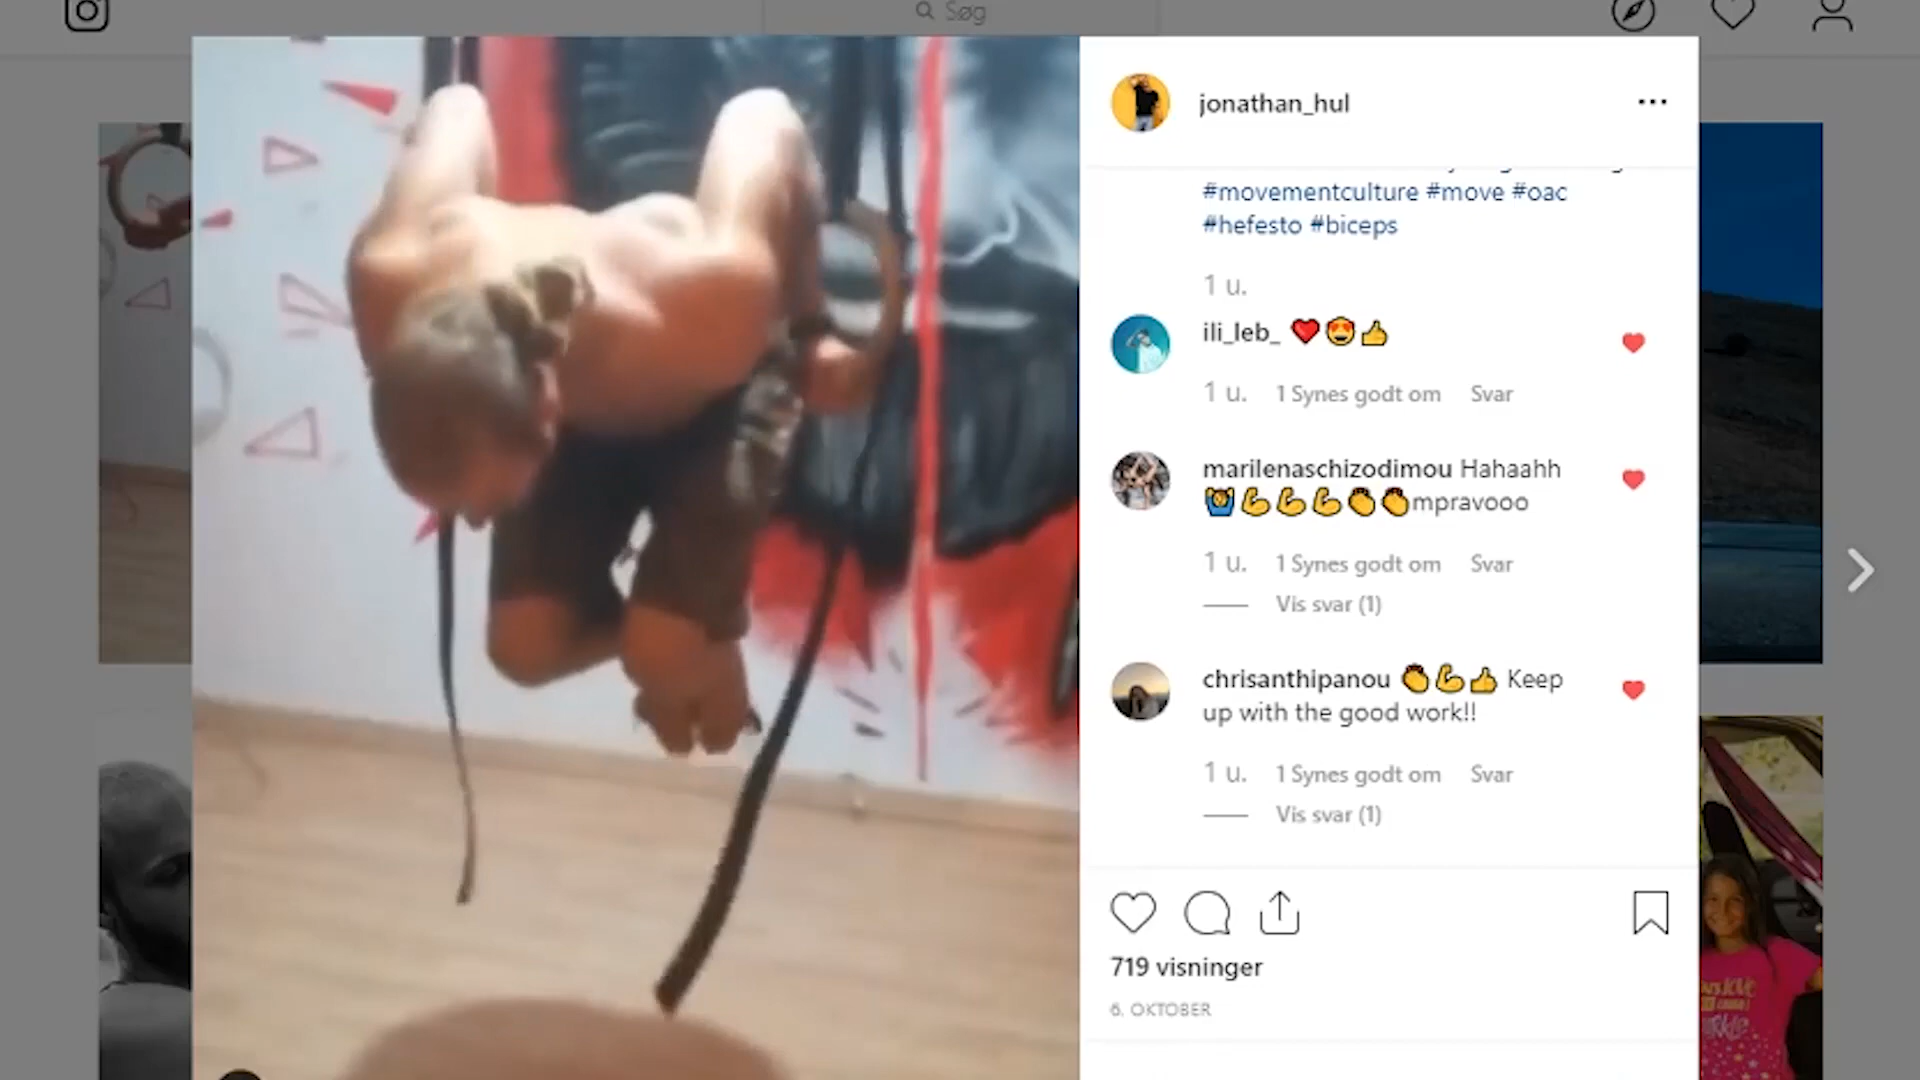 Søg
jonathan_hul
#movementculture #move #oac
#hefesto #biceps
1 u.
ili_leb_ ❤️😍👍
1 u. 1 Synes godt om Svar
marilenaschizodimou Hahaahh
🙆‍♂️💪💪💪👏👏mpravooo
1 u. 1 Synes godt om Svar
Vis svar (1)
chrisanthipanou 👏💪👍 Keep
up with the good work!!
1 u. 1 Synes godt om Svar
Vis svar (1)
719 visninger
6. OKTOBER